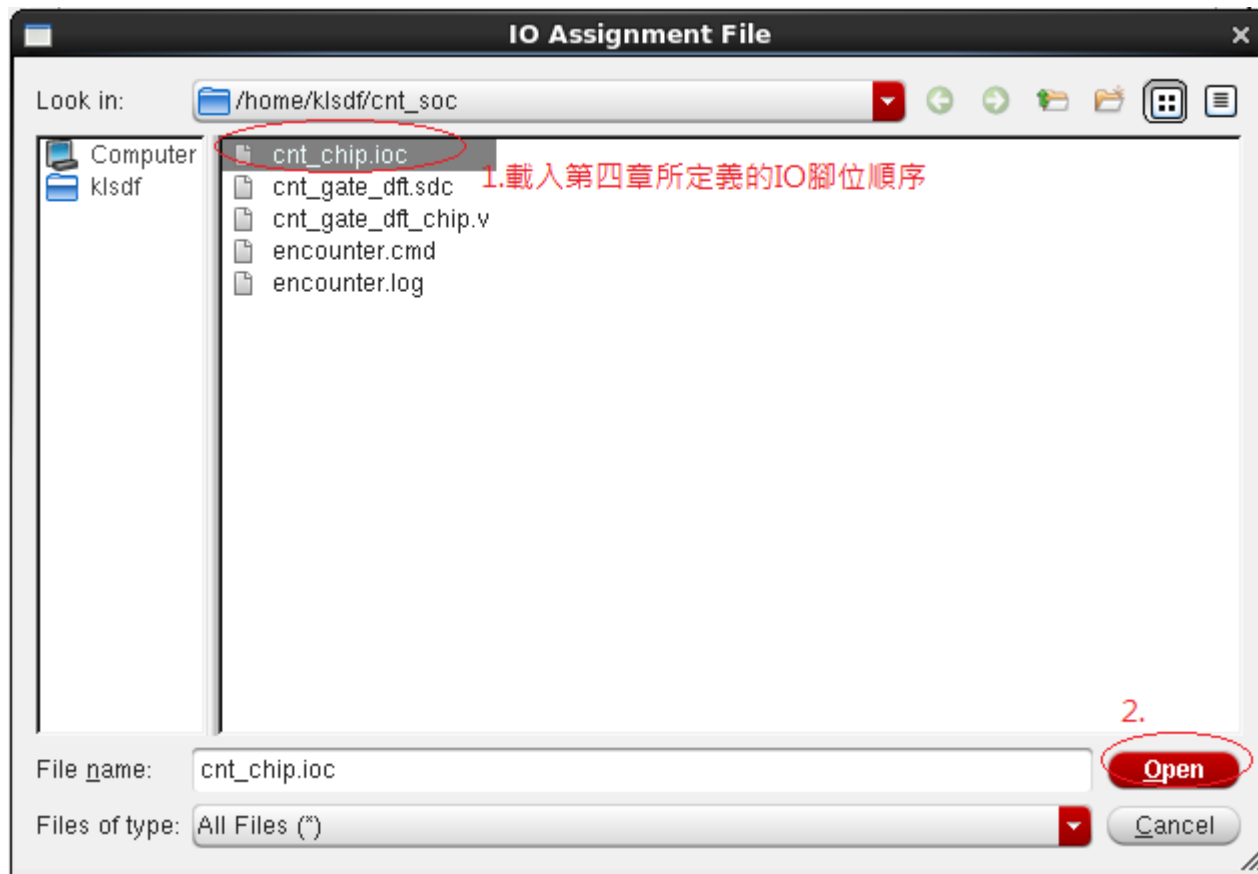 IO Assignment File
Look in: /home/klsdf/cnt_soc
Computer
klsdf
cnt_chip.ioc
1.載入第四章所定義的IO腳位順序
cnt_gate_dft.sdc
cnt_gate_dft_chip.v
encounter.cmd
encounter.log
2.
File name: cnt_chip.ioc
Open
Files of type: All Files (*)
Cancel